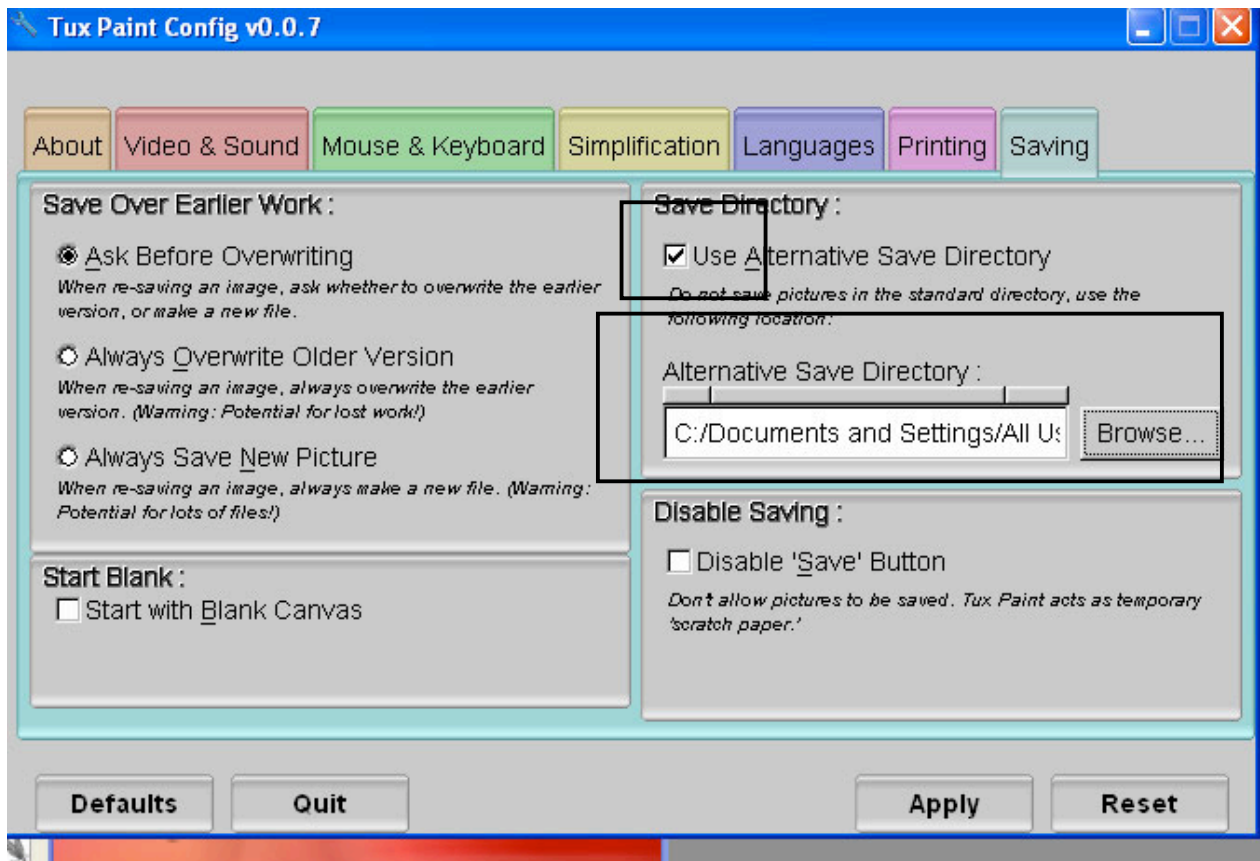 Tux Paint Config v0.0.7
About Video & Sound Mouse & Keyboard Simplification Languages Printing Saving
Save Over Earlier Work :
Ask Before Overwriting
When re-saving an image, ask whether to overwrite the earlier
version, or make a new file.
Always Overwrite Older Version
When re-saving an image, always overwrite the earlier
version. (Warning: Potential for lost work!)
Always Save New Picture
When re-saving an image, always make a new file. (Warning:
Potential for lots of files!)
Start Blank :
Start with Blank Canvas
Save Directory :
Use Alternative Save Directory
Do not save pictures in the standard directory, use the
following location:
Alternative Save Directory :
C:/Documents and Settings/All Us
Browse...
Disable Saving :
Disable 'Save' Button
Don't allow pictures to be saved. Tux Paint acts as temporary
'scratch paper.'
Defaults Quit Apply Reset